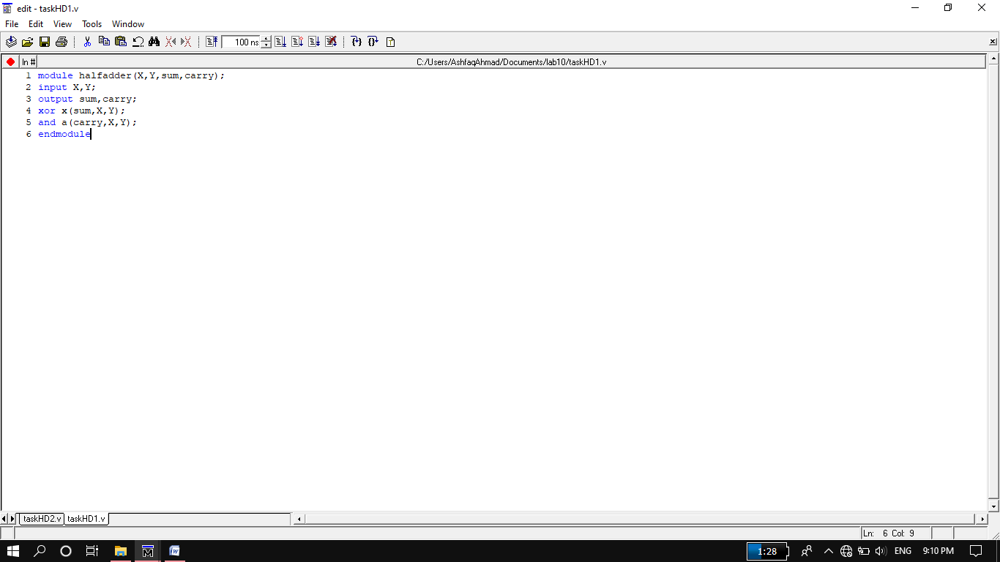 edit - taskHD1.v
File Edit View Tools Window
100 ns
ln # C:/Users/AshfaqAhmad/Documents/lab10/taskHD1.v
1 module halfadder(X,Y,sum,carry);
2 input X,Y;
3 output sum,carry;
4 xor x(sum,X,Y);
5 and a(carry,X,Y);
6 endmodule
taskHD2.v taskHD1.v
Ln: 6 Col: 9
1:28 ENG 9:10 PM